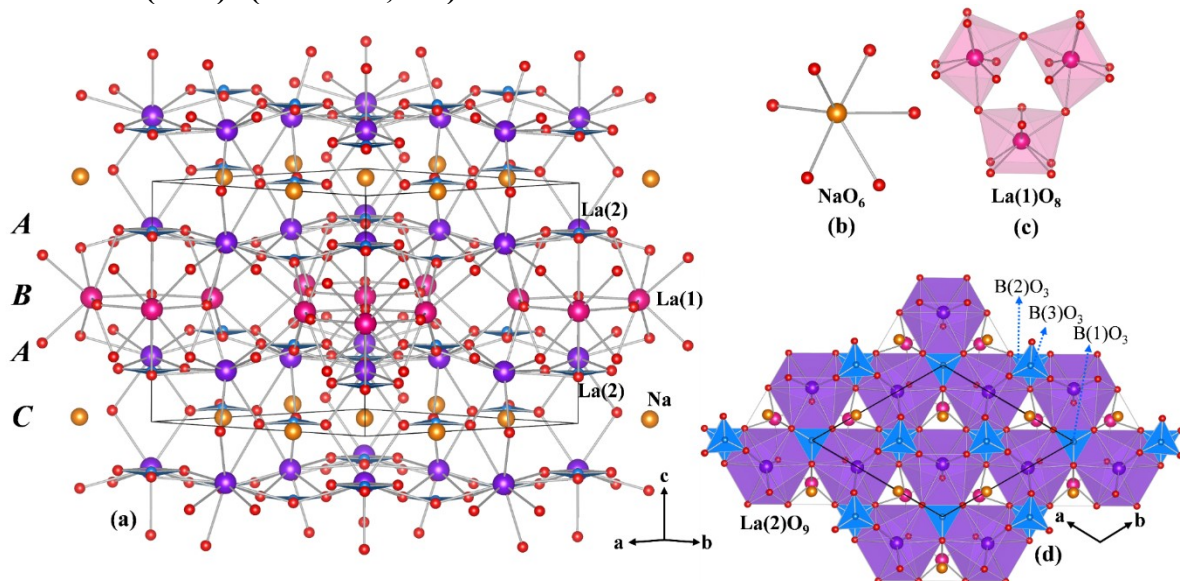 A
B
A
C
La(2)
La(1)
La(2)
Na
(a)
c
a
b
NaO6
(b)
La(1)O8
(c)
B(2)O3
B(3)O3
B(1)O3
La(2)O9
a
b
(d)